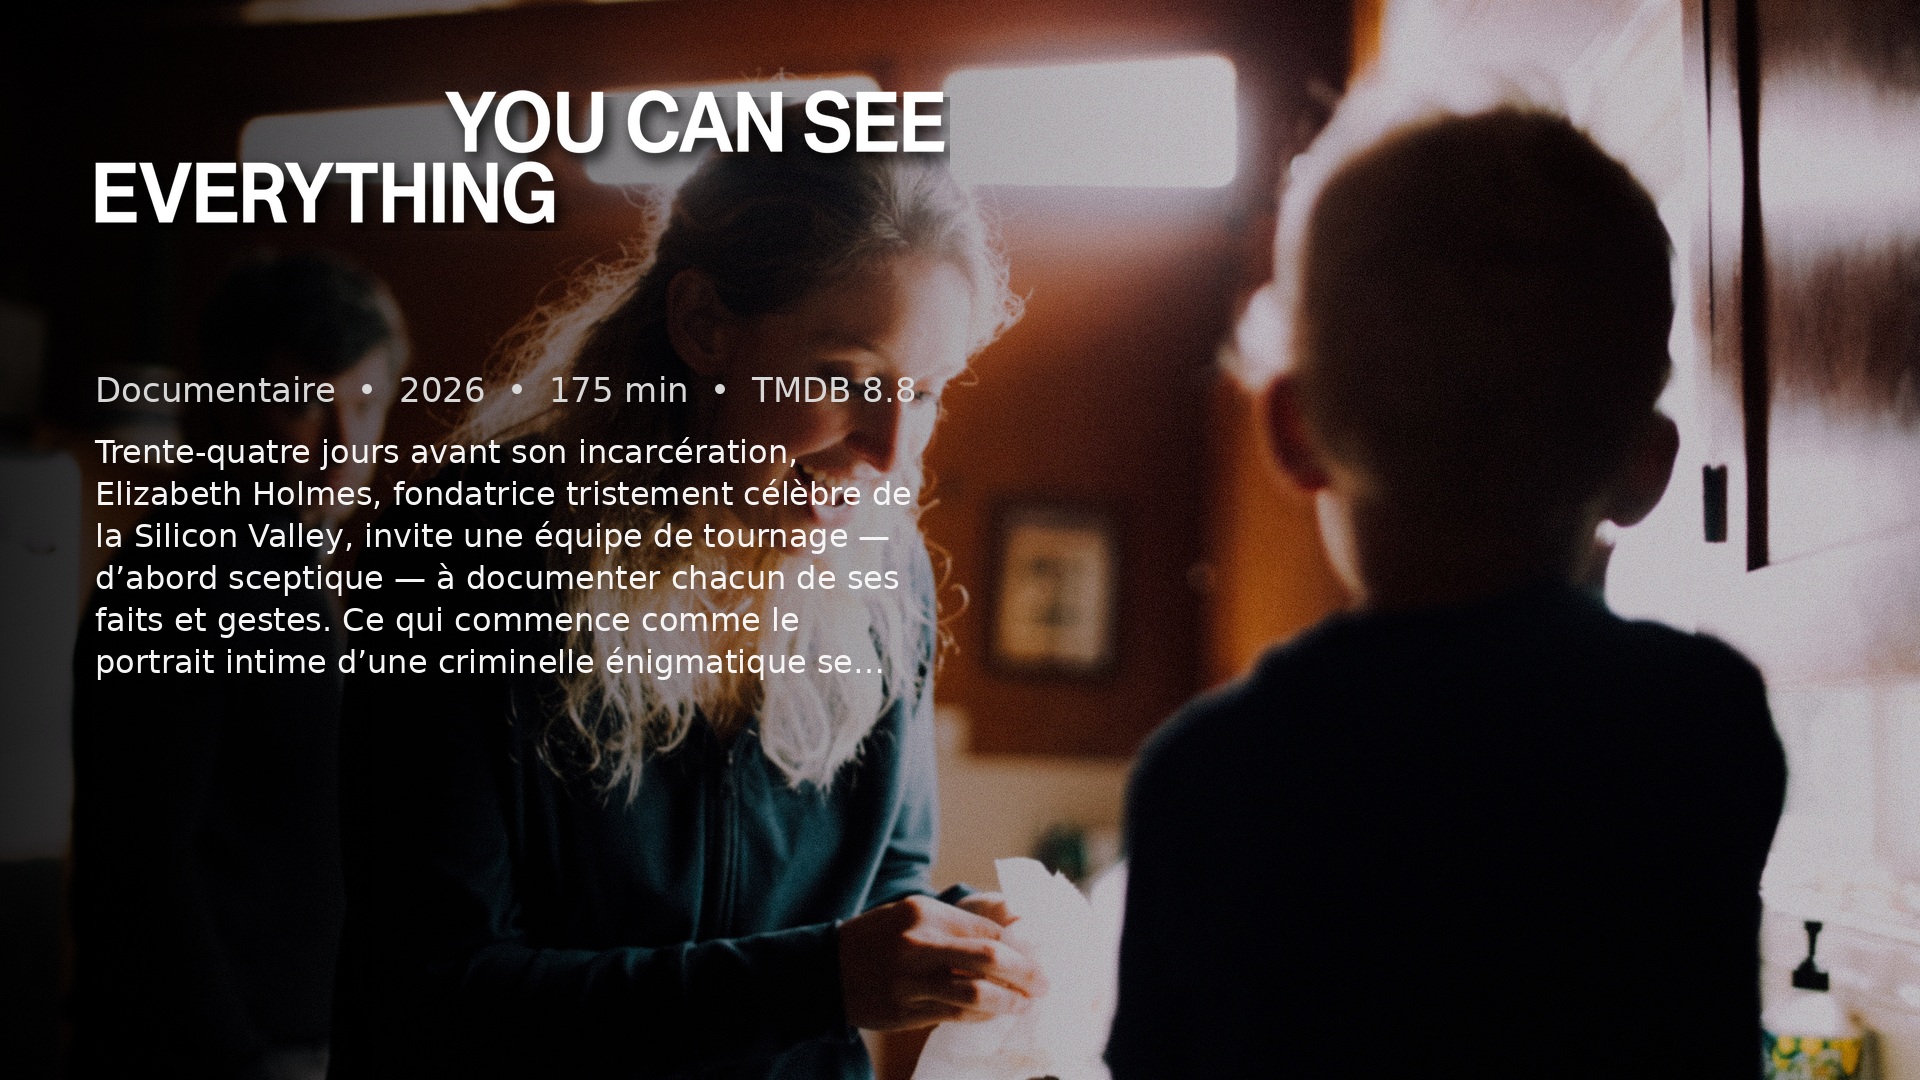 YOU CAN SEE
EVERYTHING
Documentaire • 2026 • 175 min • TMDB 8.8
Trente-quatre jours avant son incarcération,
Elizabeth Holmes, fondatrice tristement célèbre de
la Silicon Valley, invite une équipe de tournage —
d’abord sceptique — à documenter chacun de ses
faits et gestes. Ce qui commence comme le
portrait intime d’une criminelle énigmatique se…